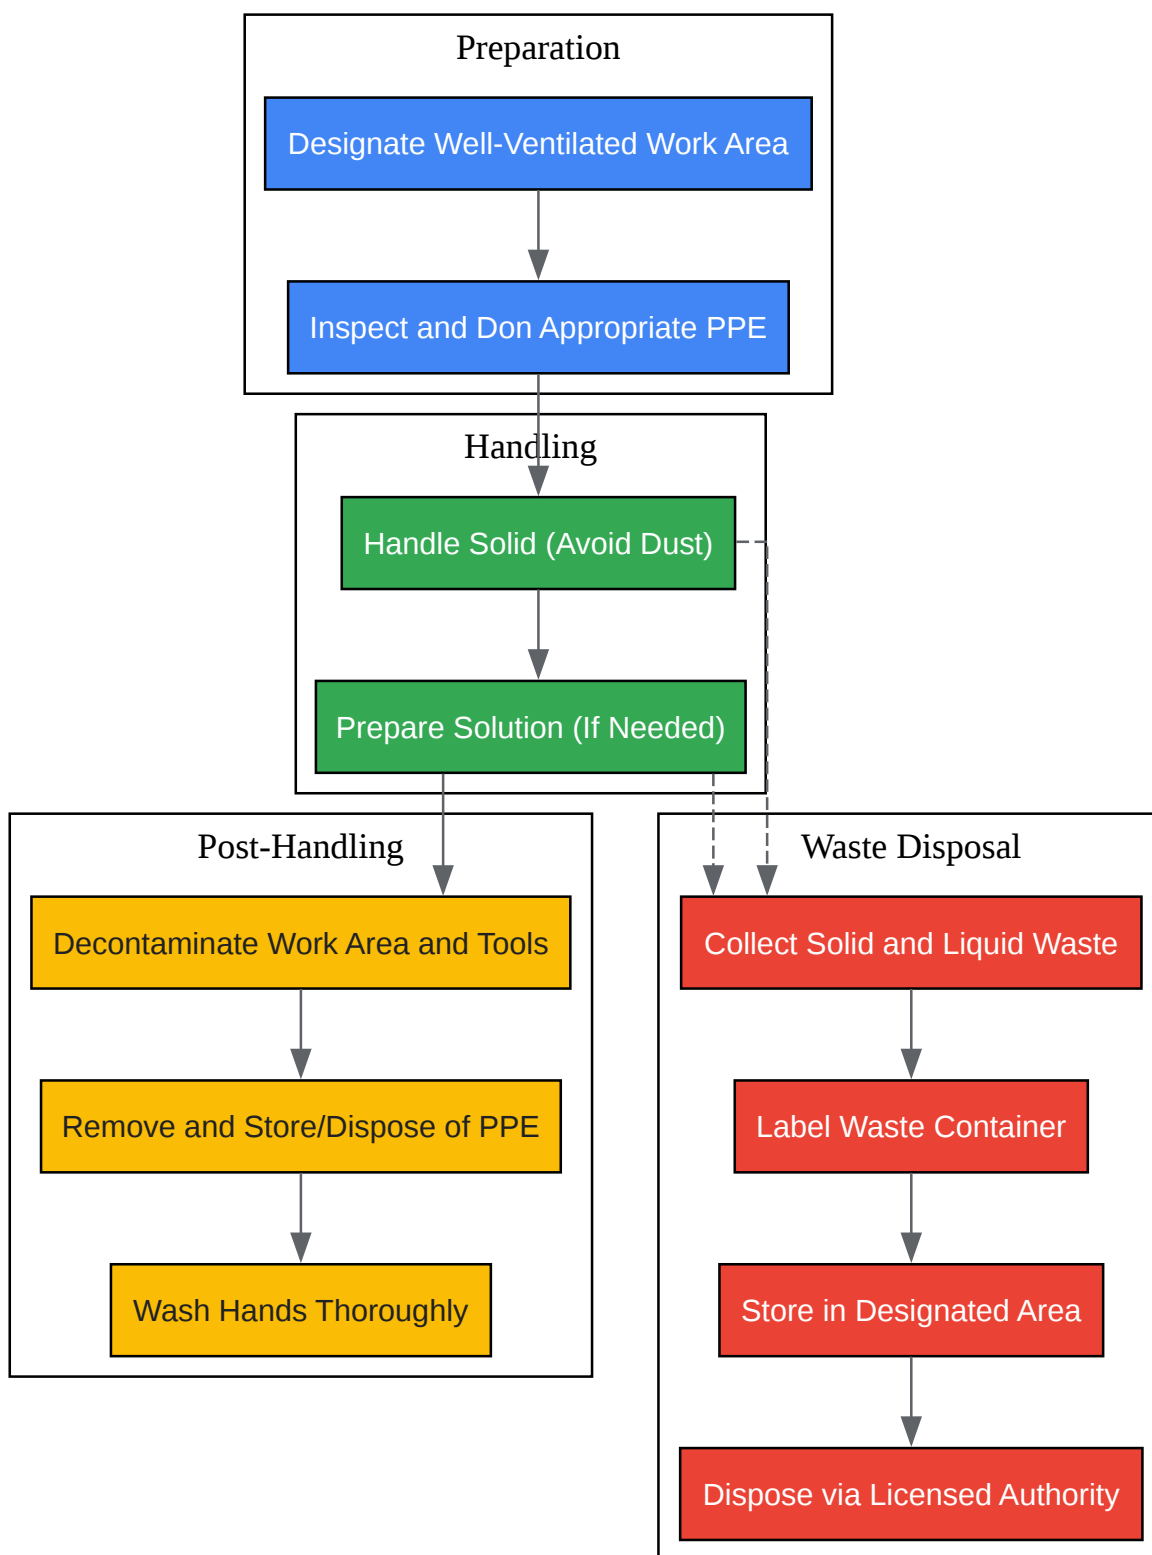 Preparation
Designate Well-Ventilated Work Area
Inspect and Don Appropriate PPE
Handling
Handle Solid (Avoid Dust)
Prepare Solution (If Needed)
Post-Handling
Decontaminate Work Area and Tools
Remove and Store/Dispose of PPE
Wash Hands Thoroughly
Waste Disposal
Collect Solid and Liquid Waste
Label Waste Container
Store in Designated Area
Dispose via Licensed Authority